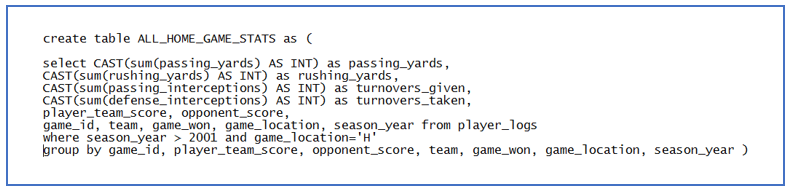 create table ALL_HOME_GAME_STATS as (
select CAST(sum(passing_yards) AS INT) as passing_yards,
CAST(sum(rushing_yards) AS INT) as rushing_yards,
CAST(sum(passing_interceptions) AS INT) as turnovers_given,
CAST(sum(defense_interceptions) AS INT) as turnovers_taken,
player_team_score, opponent_score,
game_id, team, game_won, game_location, season_year from player_logs
where season_year > 2001 and game_location='H'
group by game_id, player_team_score, opponent_score, team, game_won, game_location, season_year )